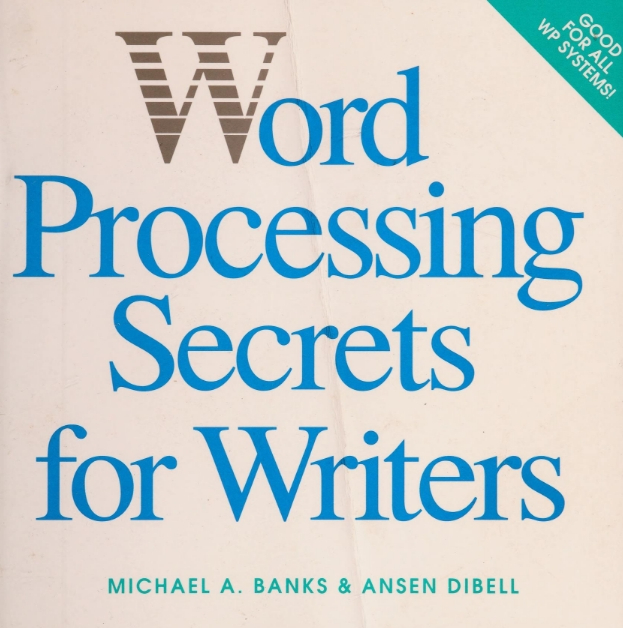 GOOD
FOR ALL
WP SYSTEMS!
Word
Processing
Secrets
for Writers
MICHAEL A. BANKS & ANSEN DIBELL